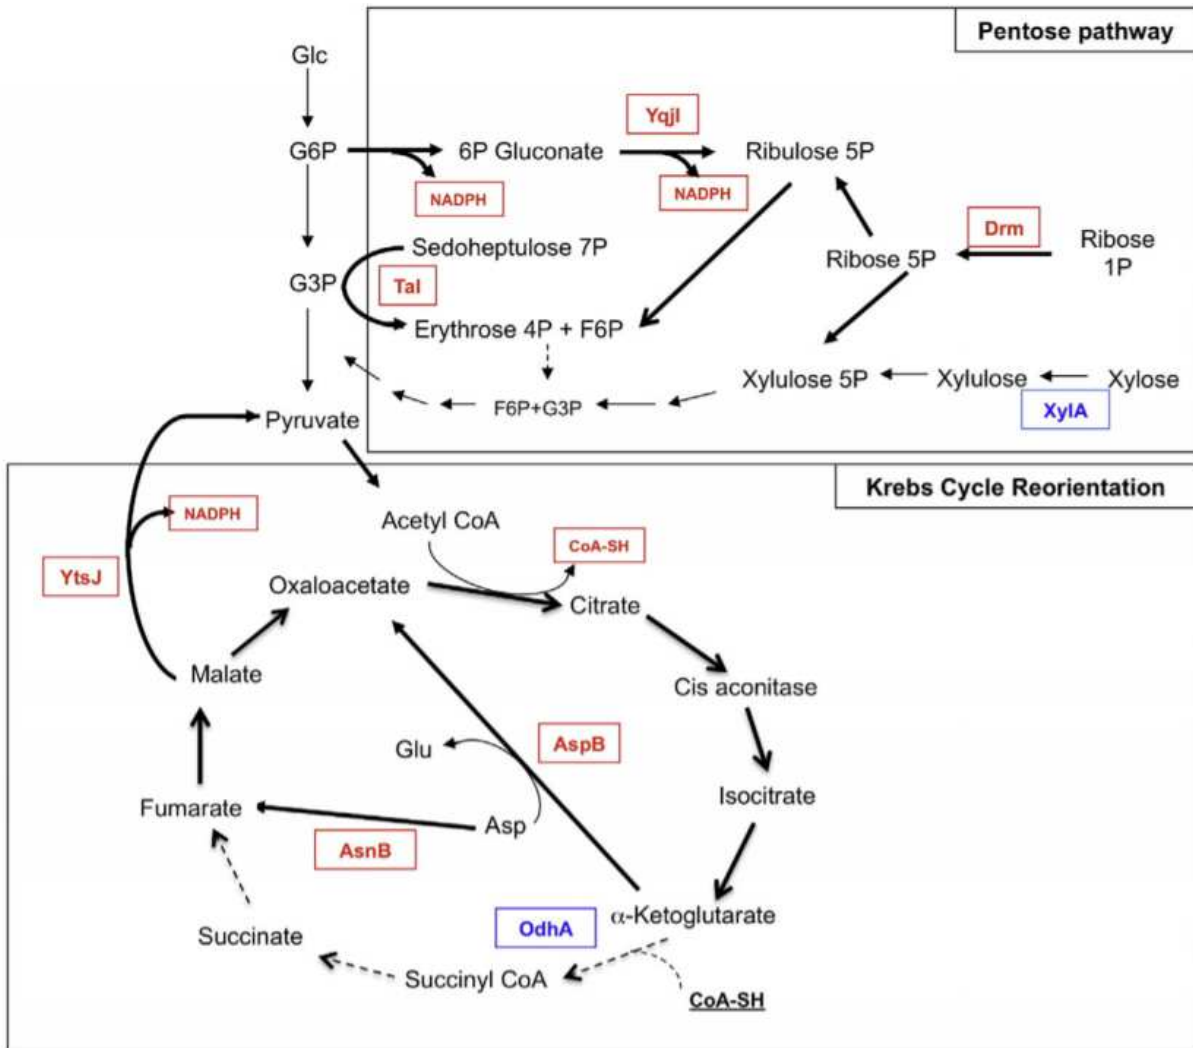 Pentose pathway
Glc
YqjI
G6P
6P Gluconate
Ribulose 5P
NADPH
NADPH
Drm
Sedoheptulose 7P
Ribose 5P
Ribose
1P
G3P
Tal
Erythrose 4P + F6P
Xylulose 5P
Xylulose
Xylose
F6P+G3P
XylA
Pyruvate
Krebs Cycle Reorientation
NADPH
Acetyl CoA
CoA-SH
YtsJ
Oxaloacetate
Citrate
Malate
Cis aconitase
Glu
AspB
Isocitrate
Fumarate
Asp
AsnB
α-Ketoglutarate
OdhA
Succinate
Succinyl CoA
CoA-SH